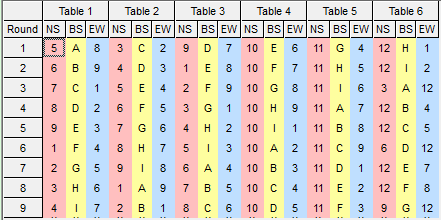 Table 1 Table 2 Table 3 Table 4 Table 5 Table 6
Round NS BS EW NS BS EW NS BS EW NS BS EW NS BS EW NS BS EW
1 5 A 8 3 C 2 9 D 7 10 E 6 11 G 4 12 H 1
2 6 B 9 4 D 3 1 E 8 10 F 7 11 H 5 12 I 2
3 7 C 1 5 E 4 2 F 9 10 G 8 11 I 6 3 A 12
4 8 D 2 6 F 5 3 G 1 10 H 9 11 A 7 12 B 4
5 9 E 3 7 G 6 4 H 2 10 I 1 11 B 8 12 C 5
6 1 F 4 8 H 7 5 I 3 10 A 2 11 C 9 6 D 12
7 2 G 5 9 I 8 6 A 4 10 B 3 11 D 1 12 E 7
8 3 H 6 1 A 9 7 B 5 10 C 4 11 E 2 12 F 8
9 4 I 7 2 B 1 8 C 6 10 D 5 11 F 3 9 G 12